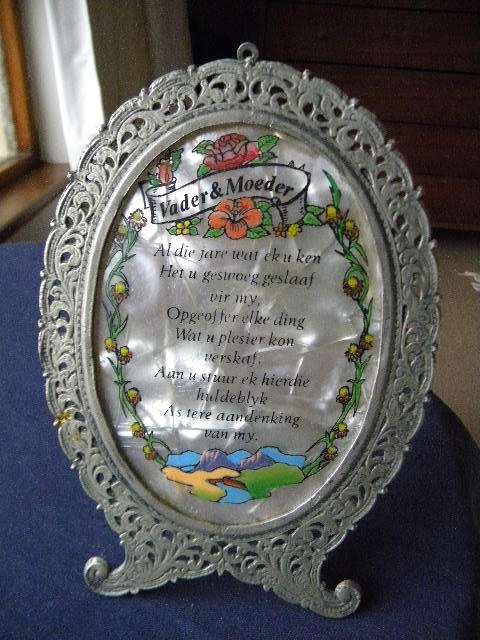 Vader & Moeder
Al die jare wat ek u ken
Het u geswoeg geslaaf
vir my,
Opgeoffer elke ding
Wat u plesier kon
verskaf.
Aan u stuur ek hierdie
huldeblyk
As tere aandenking
van my.